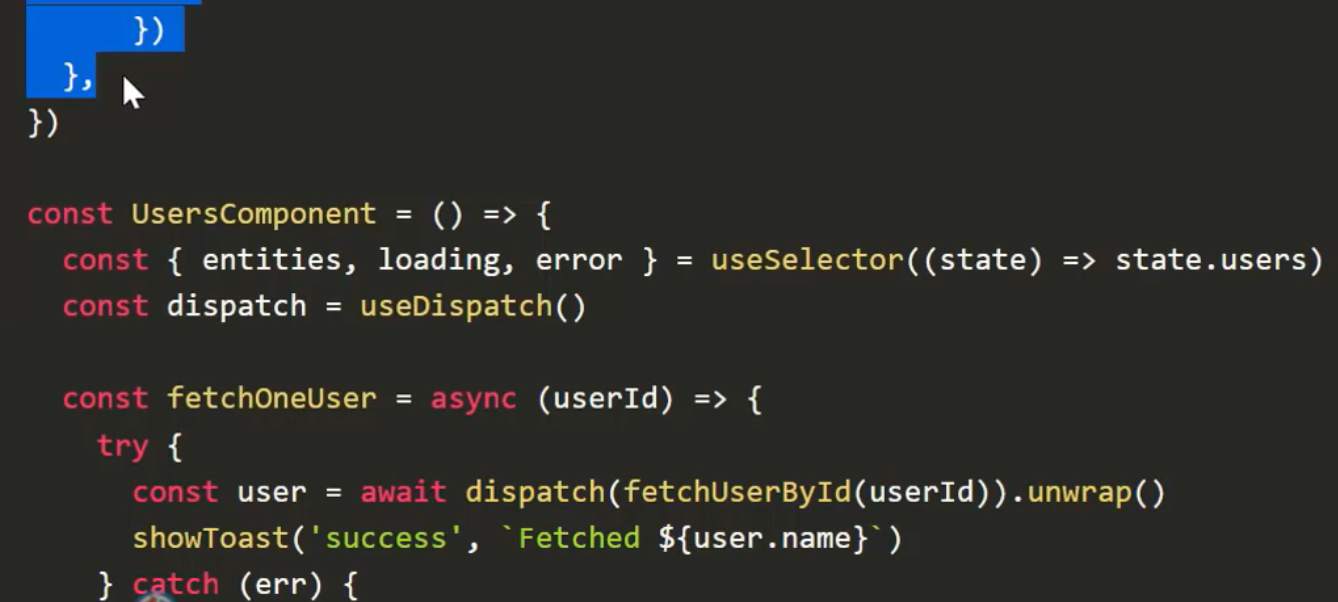 })
  },
})
const UsersComponent = () => {
  const { entities, loading, error } = useSelector((state) => state.users)
  const dispatch = useDispatch()
  const fetchOneUser = async (userId) => {
    try {
      const user = await dispatch(fetchUserById(userId)).unwrap()
      showToast('success', `Fetched ${user.name}`)
    } catch (err) {